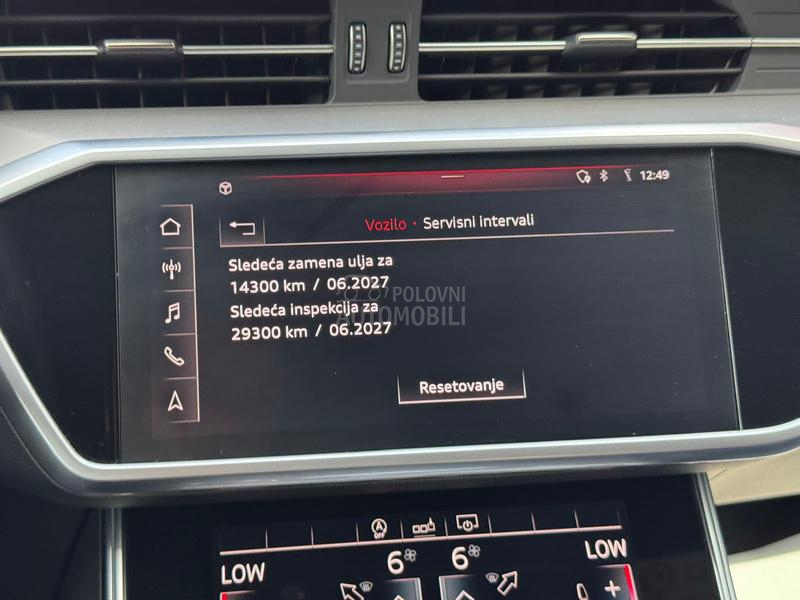 12:49
Vozilo · Servisni intervali
Sledeća zamena ulja za
14300 km / 06.2027
POLOVNI
AUTOMOBILI
Sledeća inspekcija za
29300 km / 06.2027
Resetovanje
A OFF
6 6
LOW LOW
+